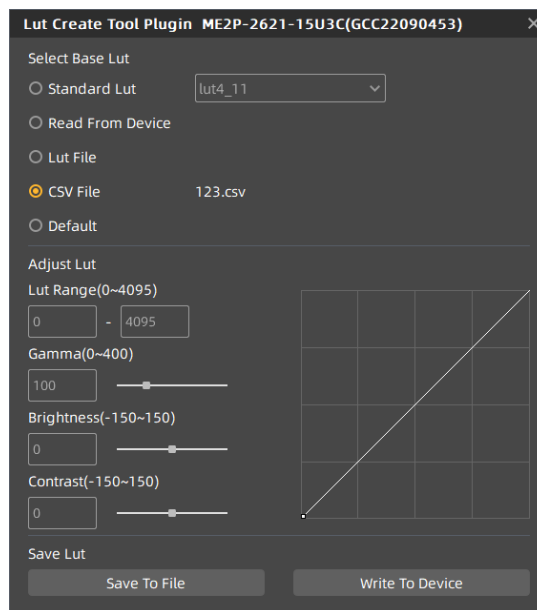 Lut Create Tool Plugin ME2P-2621-15U3C(GCC22090453)
Select Base Lut
Standard Lut lut4_11
Read From Device
Lut File
CSV File 123.csv
Default
Adjust Lut
Lut Range(0~4095)
0 - 4095
Gamma(0~400)
100
Brightness(-150~150)
0
Contrast(-150~150)
0
Save Lut
Save To File Write To Device